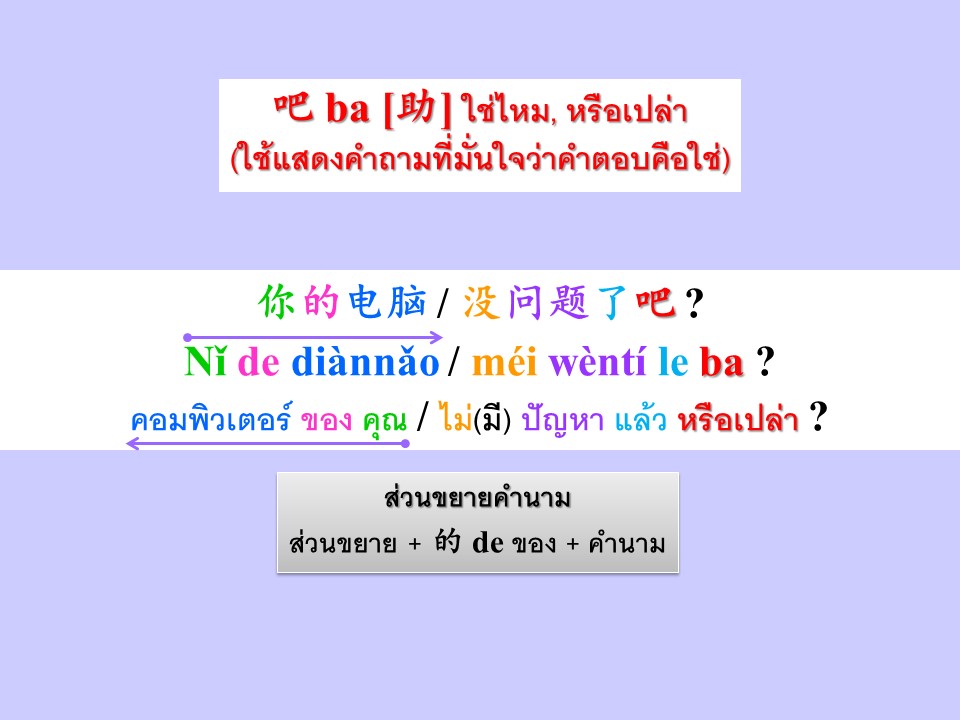 吧 ba [助] ใช่ไหม, หรือเปล่า
(ใช้แสดงคำถามที่มั่นใจว่าคำตอบคือใช่)
你的电脑 / 没问题了吧 ?
Nǐ de diànnǎo / méi wèntí le ba ?
คอมพิวเตอร์ ของ คุณ / ไม่(มี) ปัญหา แล้ว หรือเปล่า ?
ส่วนขยายคำนาม
ส่วนขยาย + 的 de ของ + คำนาม